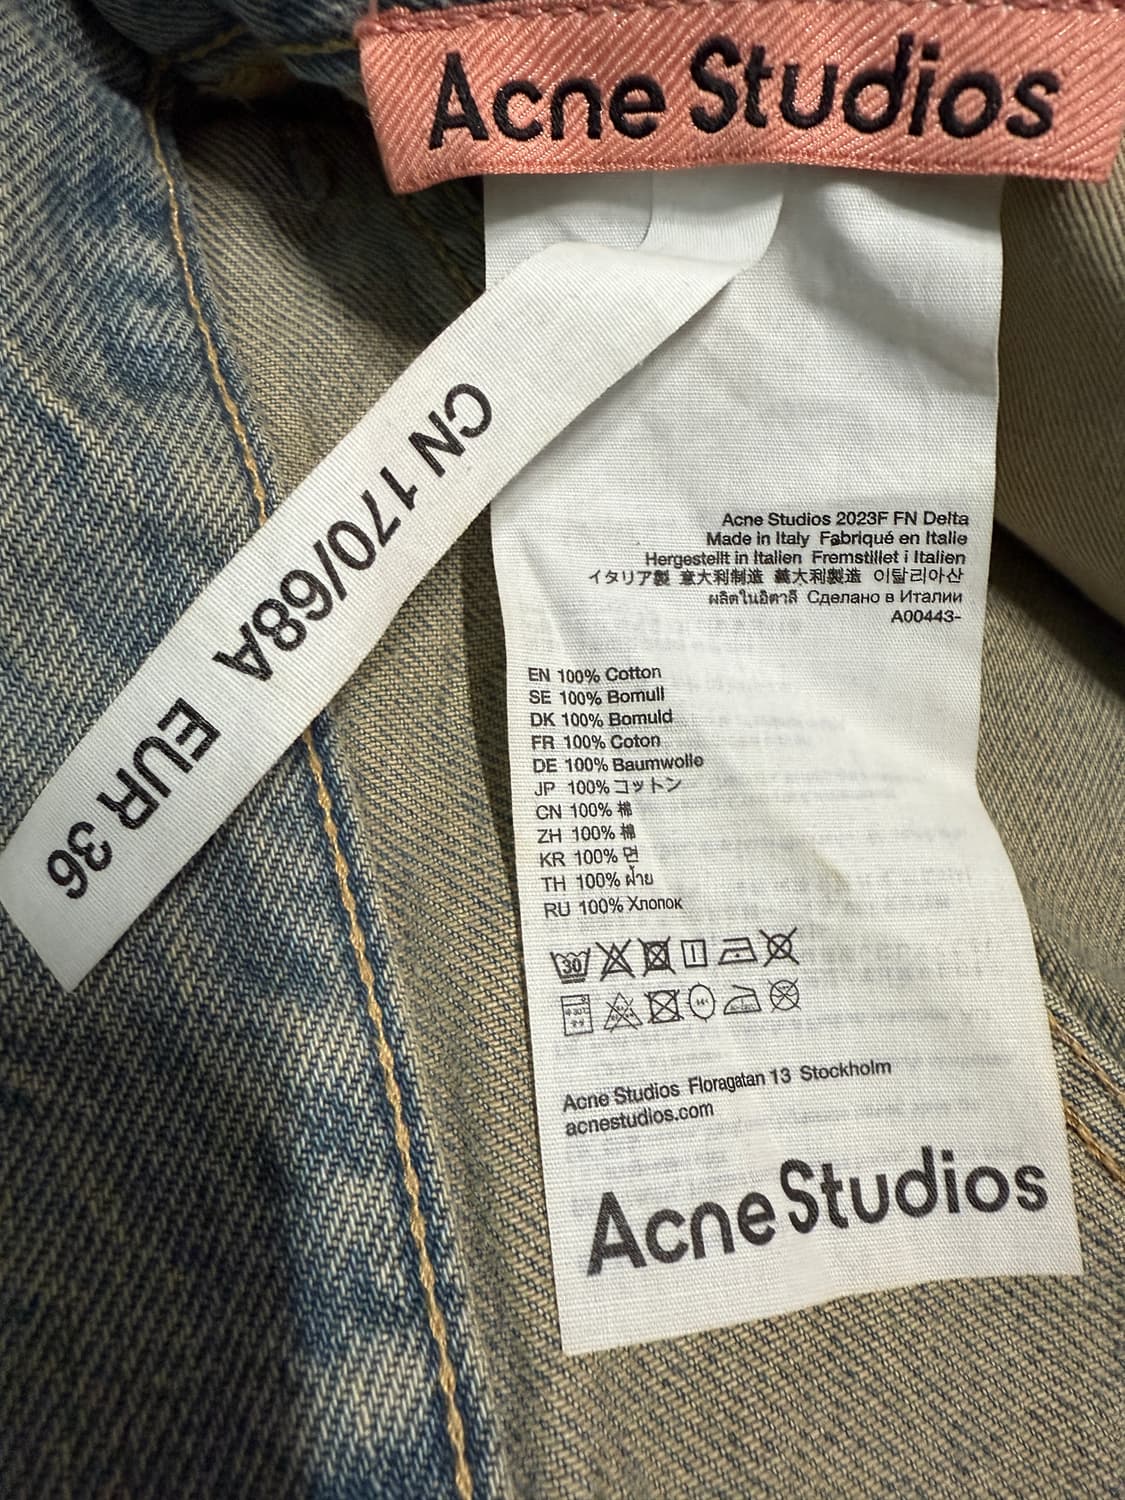 Acne Studios
CN 170/68A EUR 36
Acne Studios 2023F FN Delta
Made in Italy Fabriqué en Italie
Hergestellt in Italien Fremstillet i Italien
イタリア製 意大利制造 義大利製造 이탈리아산
ผลิตในอิตาลี Сделано в Италии
A00443-
EN 100% Cotton
SE 100% Bomull
DK 100% Bomuld
FR 100% Coton
DE 100% Baumwolle
JP 100% コットン
CN 100% 棉
ZH 100% 棉
KR 100% 면
TH 100% ฝ้าย
RU 100% Хлопок
30
Acne Studios Floragatan 13 Stockholm
acnestudios.com
Acne Studios